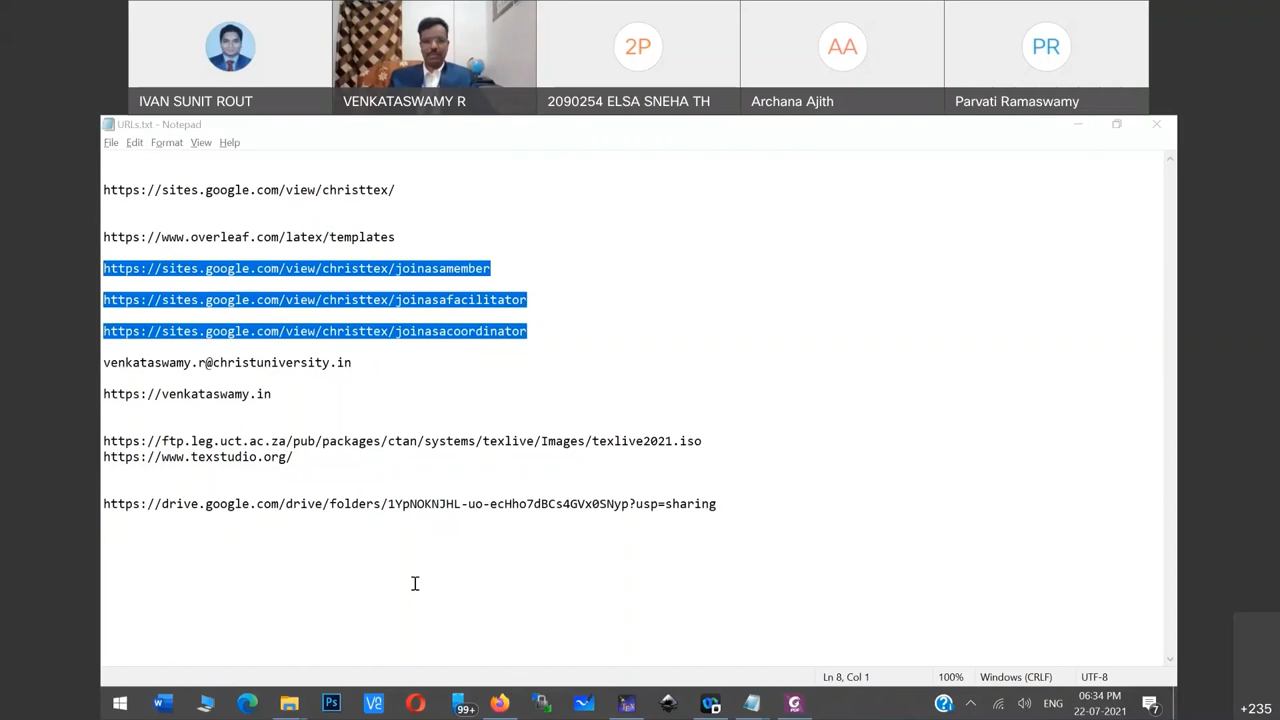 2P
AA
PR
IVAN SUNIT ROUT
VENKATASWAMY R
2090254 ELSA SNEHA TH
Archana Ajith
Parvati Ramaswamy
URLs.txt - Notepad
File Edit Format View Help
https://sites.google.com/view/christtex/
https://www.overleaf.com/latex/templates
https://sites.google.com/view/christtex/joinasamember
https://sites.google.com/view/christtex/joinasafacilitator
https://sites.google.com/view/christtex/joinasacoordinator
venkataswamy.r@christuniversity.in
https://venkataswamy.in
https://ftp.leg.uct.ac.za/pub/packages/ctan/systems/texlive/Images/texlive2021.iso
https://www.texstudio.org/
https://drive.google.com/drive/folders/1YpNOKNJHL-uo-ecHho7dBCs4GVx0SNyp?usp=sharing
Ln 8, Col 1 100% Windows (CRLF) UTF-8
99+
ENG
06:34 PM
22-07-2021
7
+235